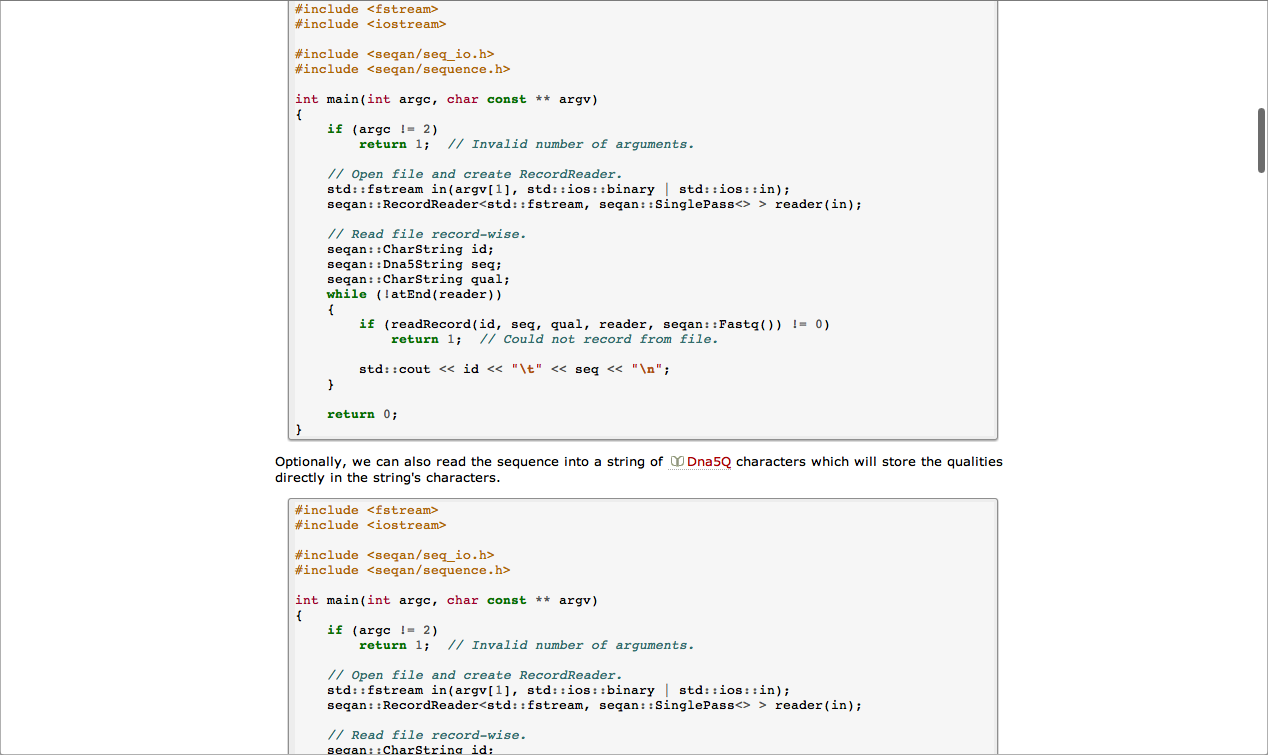 #include <fstream>
#include <iostream>

#include <seqan/seq_io.h>
#include <seqan/sequence.h>

int main(int argc, char const ** argv)
{
    if (argc != 2)
        return 1;  // Invalid number of arguments.

    // Open file and create RecordReader.
    std::fstream in(argv[1], std::ios::binary | std::ios::in);
    seqan::RecordReader<std::fstream, seqan::SinglePass<> > reader(in);

    // Read file record-wise.
    seqan::CharString id;
    seqan::Dna5String seq;
    seqan::CharString qual;
    while (!atEnd(reader))
    {
        if (readRecord(id, seq, qual, reader, seqan::Fastq()) != 0)
            return 1;  // Could not record from file.

        std::cout << id << "\t" << seq << "\n";
    }

    return 0;
}
Optionally, we can also read the sequence into a string of Dna5Q characters which will store the qualities
directly in the string's characters.
#include <fstream>
#include <iostream>

#include <seqan/seq_io.h>
#include <seqan/sequence.h>

int main(int argc, char const ** argv)
{
    if (argc != 2)
        return 1;  // Invalid number of arguments.

    // Open file and create RecordReader.
    std::fstream in(argv[1], std::ios::binary | std::ios::in);
    seqan::RecordReader<std::fstream, seqan::SinglePass<> > reader(in);

    // Read file record-wise.
    seqan::CharString id;